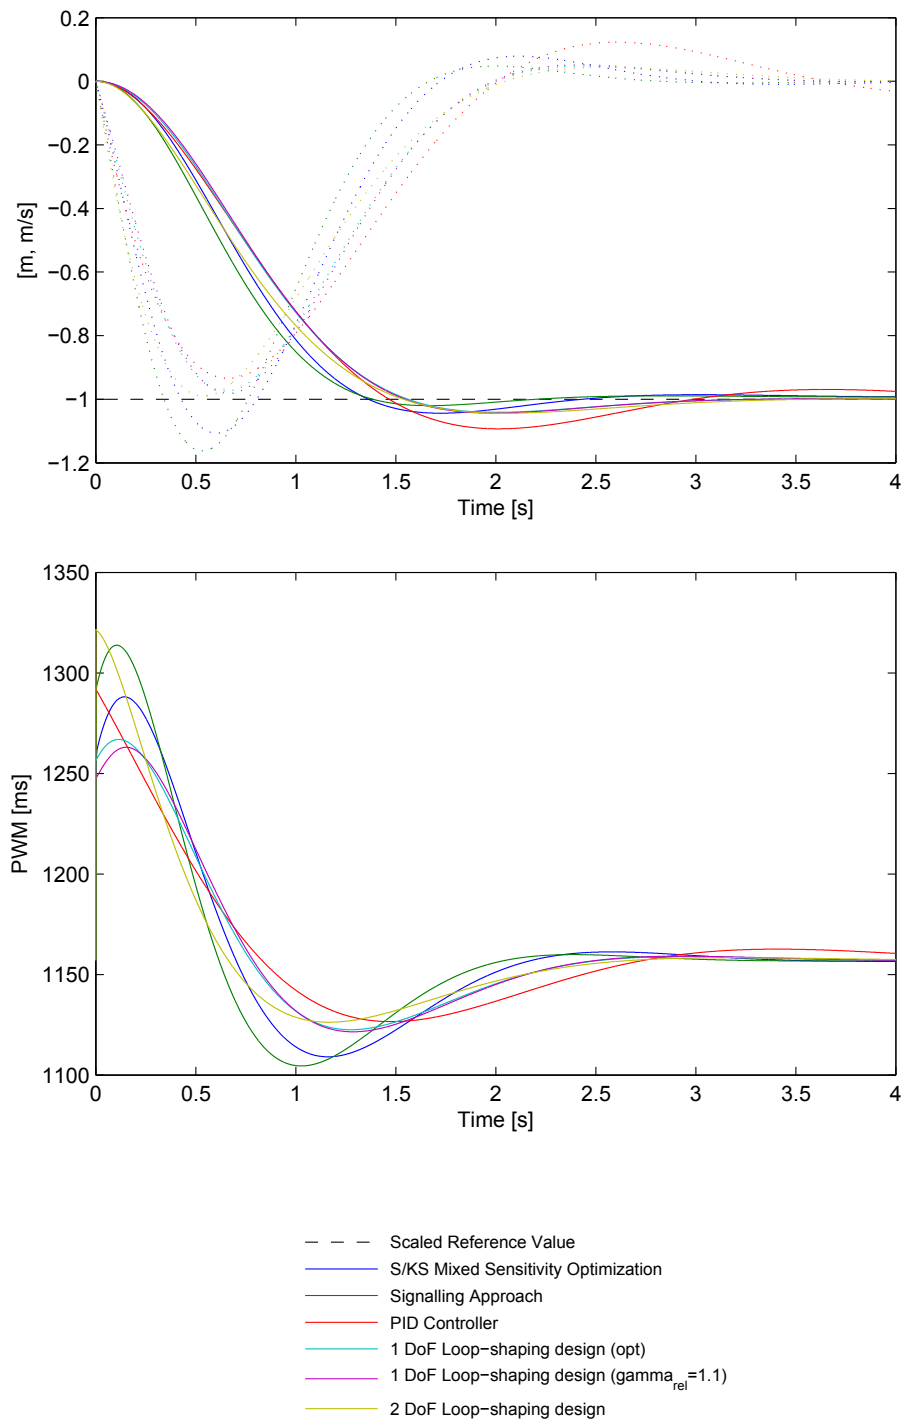 0.2
0
−0.2
−0.4
−0.6
−0.8
−1
−1.2
[m, m/s]
0 0.5 1 1.5 2 2.5 3 3.5 4
Time [s]
1350
1300
1250
1200
1150
1100
PWM [ms]
0 0.5 1 1.5 2 2.5 3 3.5 4
Time [s]
Scaled Reference Value
S/KS Mixed Sensitivity Optimization
Signalling Approach
PID Controller
1 DoF Loop−shaping design (opt)
1 DoF Loop−shaping design (gamma_rel=1.1)
2 DoF Loop−shaping design